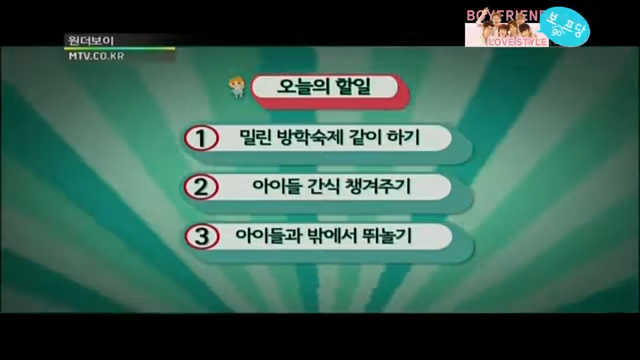 원더보이
MTV.CO.KR
BOYFRIEND
LOVE STYLE
보프당
90°
오늘의 할일
1 밀린 방학숙제 같이 하기
2 아이들 간식 챙겨주기
3 아이들과 밖에서 뛰놀기